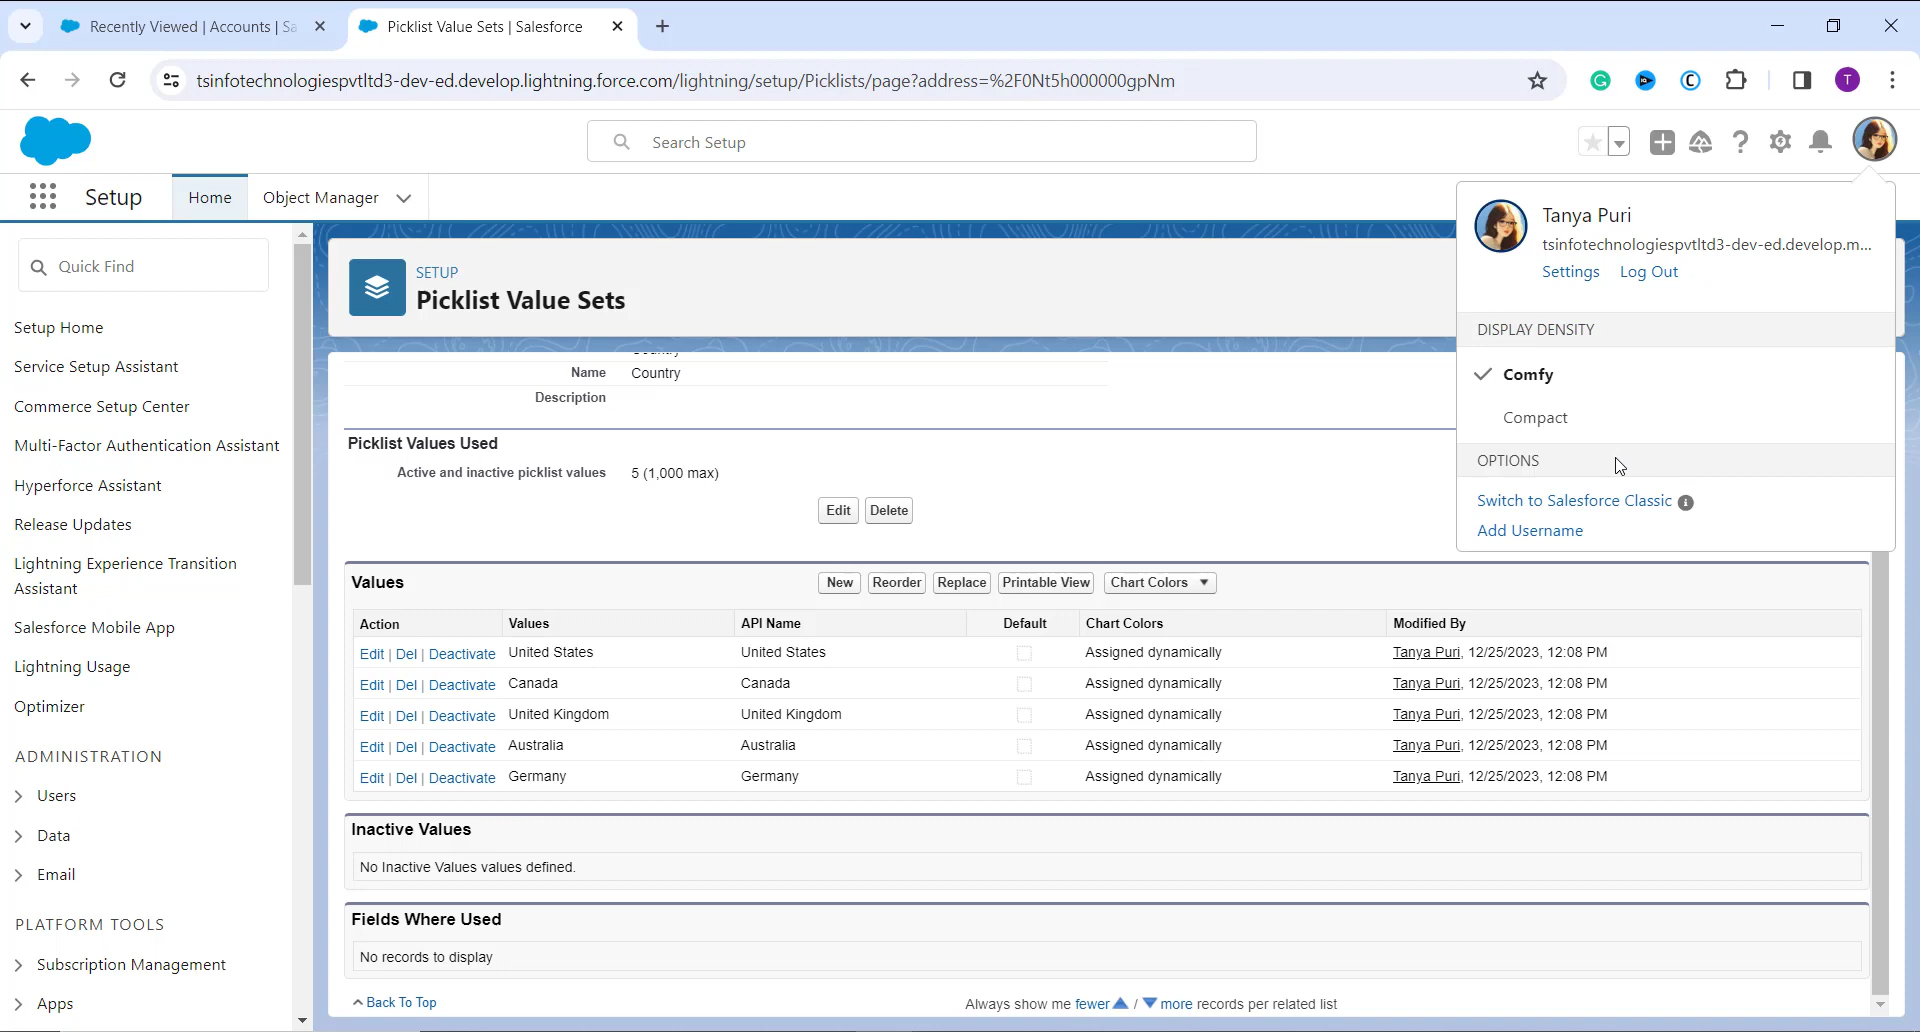 Recently Viewed | Accounts | Sa
Picklist Value Sets | Salesforce
tsinfotechnologiespvtltd3-dev-ed.develop.lightning.force.com/lightning/setup/Picklists/page?address=%2F0Nt5h000000gpNm
T
Search Setup
Setup
Home
Object Manager
Quick Find
Setup Home
Service Setup Assistant
Commerce Setup Center
Multi-Factor Authentication Assistant
Hyperforce Assistant
Release Updates
Lightning Experience Transition
Assistant
Salesforce Mobile App
Lightning Usage
Optimizer
ADMINISTRATION
Users
Data
Email
PLATFORM TOOLS
Subscription Management
Apps
SETUP
Picklist Value Sets
Name Country
Description
Picklist Values Used
Active and inactive picklist values 5 (1,000 max)
Edit Delete
Values New Reorder Replace Printable View Chart Colors
Action Values API Name Default Chart Colors Modified By
Edit | Del | Deactivate United States United States Assigned dynamically Tanya Puri, 12/25/2023, 12:08 PM
Edit | Del | Deactivate Canada Canada Assigned dynamically Tanya Puri, 12/25/2023, 12:08 PM
Edit | Del | Deactivate United Kingdom United Kingdom Assigned dynamically Tanya Puri, 12/25/2023, 12:08 PM
Edit | Del | Deactivate Australia Australia Assigned dynamically Tanya Puri, 12/25/2023, 12:08 PM
Edit | Del | Deactivate Germany Germany Assigned dynamically Tanya Puri, 12/25/2023, 12:08 PM
Inactive Values
No Inactive Values values defined.
Fields Where Used
No records to display
Back To Top
Always show me fewer / more records per related list
Tanya Puri
tsinfotechnologiespvtltd3-dev-ed.develop.m...
Settings Log Out
DISPLAY DENSITY
Comfy
Compact
OPTIONS
Switch to Salesforce Classic
Add Username